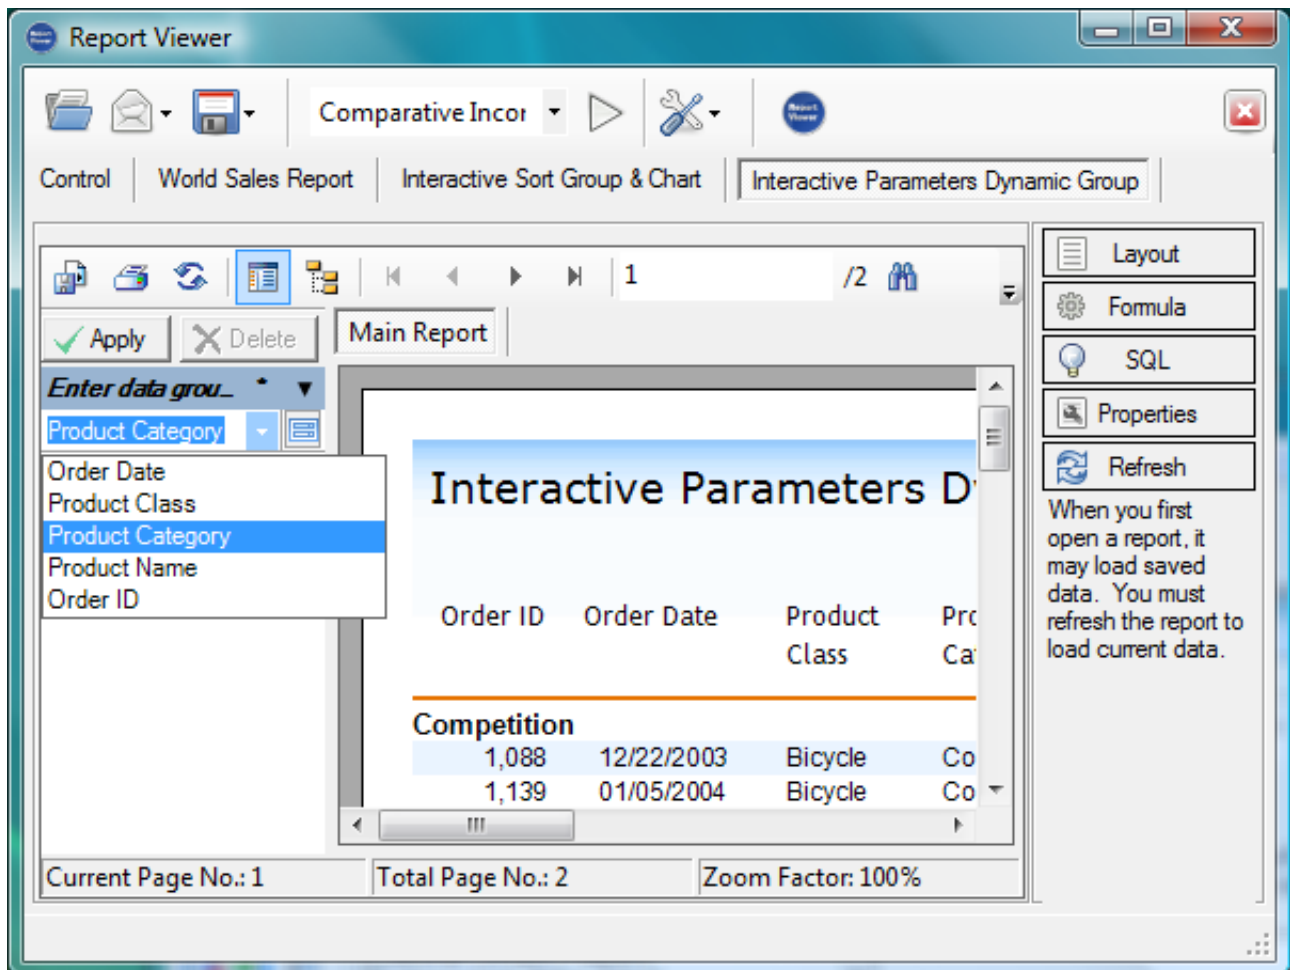 Report Viewer
Comparative Incor
Report Viewer
Control World Sales Report Interactive Sort Group & Chart Interactive Parameters Dynamic Group
1 /2
Apply Delete Main Report
Enter data grou... *
Product Category
Order Date
Product Class
Product Category
Product Name
Order ID
Interactive Parameters D
Order ID Order Date Product Pro
Class Ca
Competition
1,088 12/22/2003 Bicycle Co
1,139 01/05/2004 Bicycle Co
Current Page No.: 1 Total Page No.: 2 Zoom Factor: 100%
Layout
Formula
SQL
Properties
Refresh
When you first
open a report, it
may load saved
data. You must
refresh the report to
load current data.